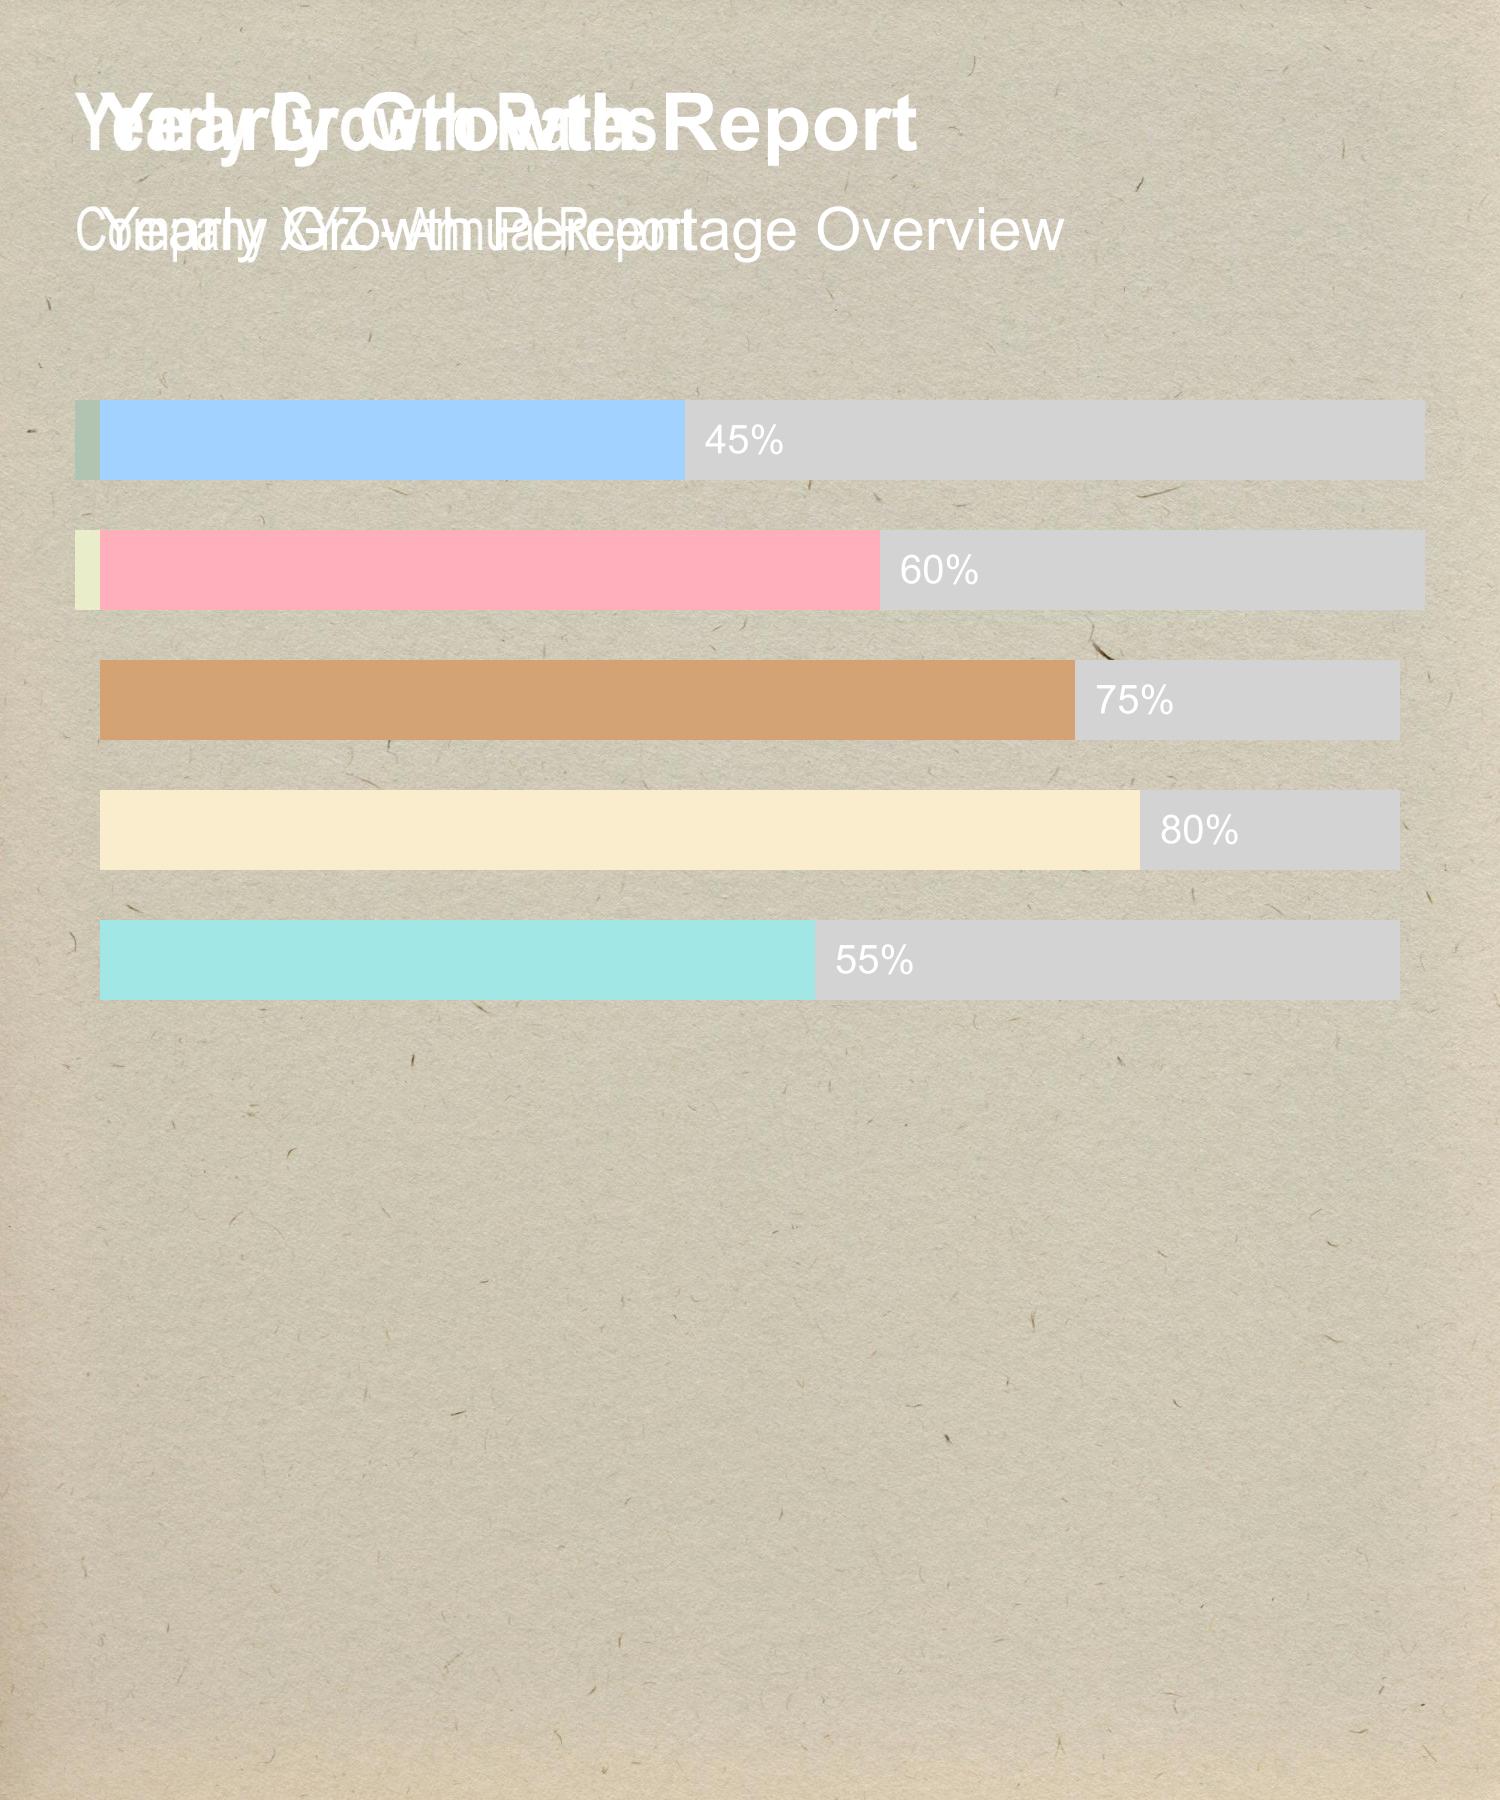 Yearly Growth Rates
Yearly Growth Report
Company XYZ - Annual Report
Yearly Growth Percentage Overview
45%
60%
75%
80%
55%